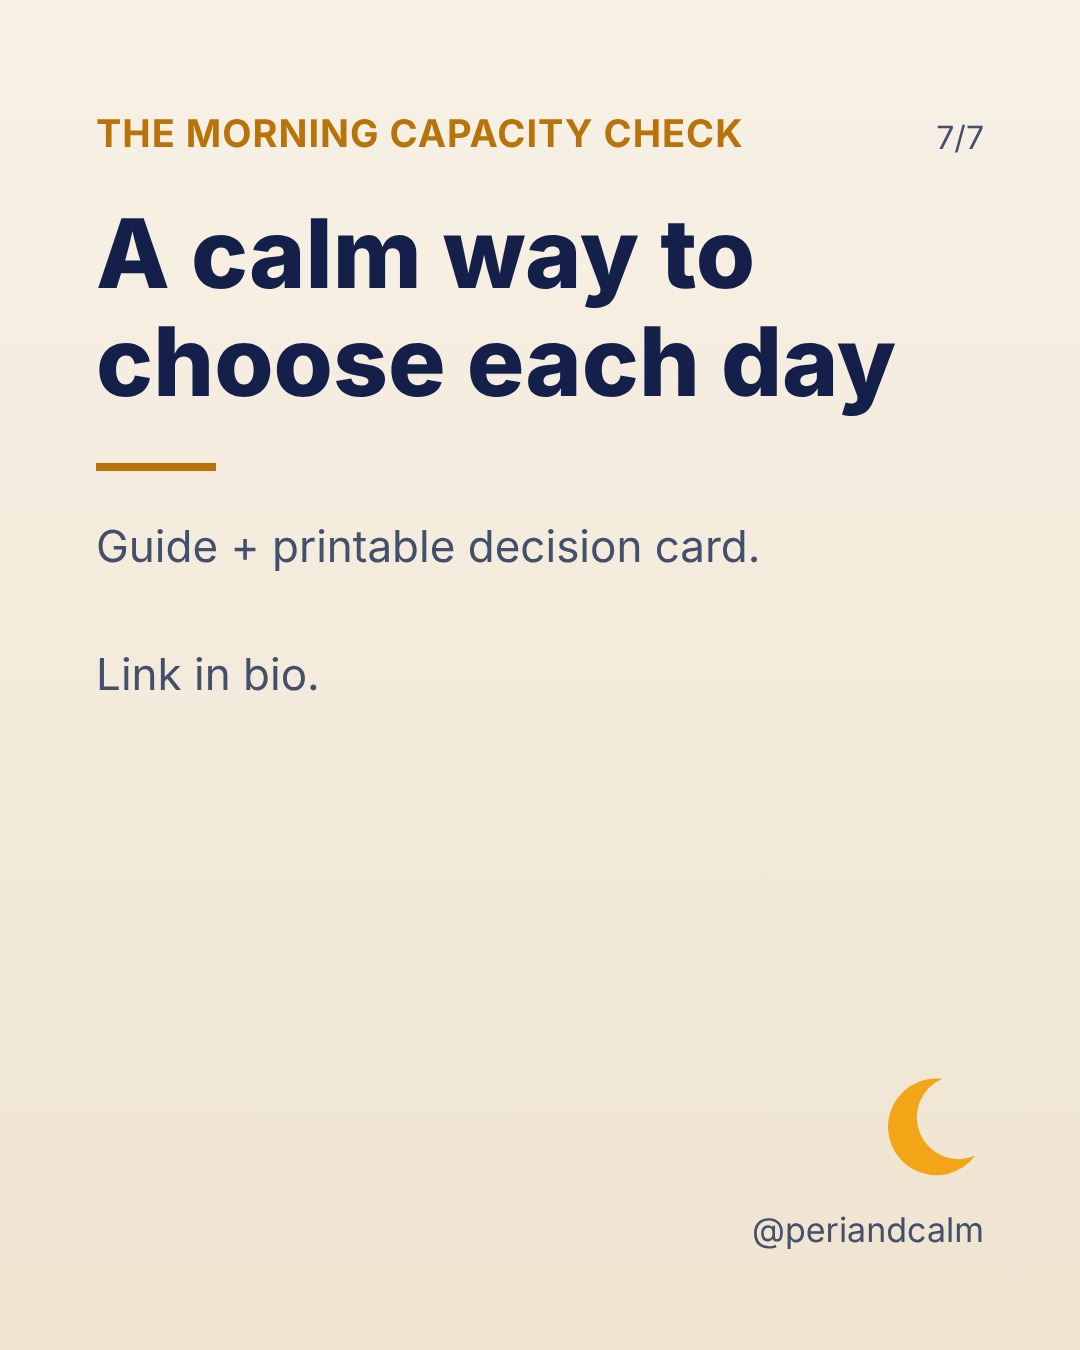 THE MORNING CAPACITY CHECK
7/7
A calm way to
choose each day
Guide + printable decision card.
Link in bio.
@periandcalm